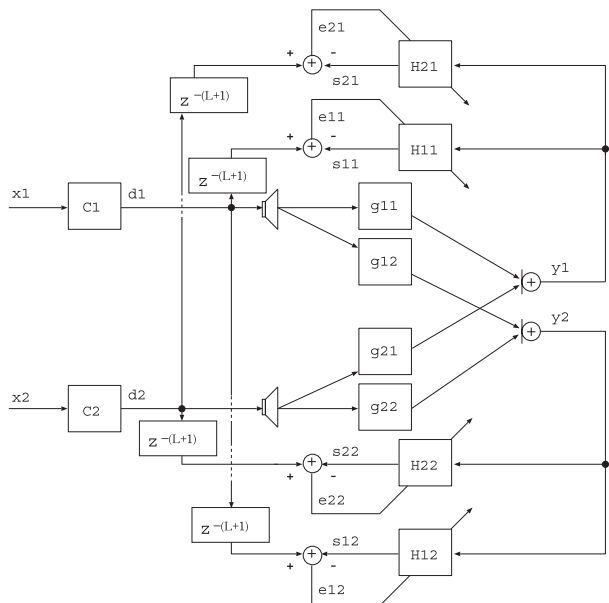 e21
+
-
+
H21
s21
z -(L+1)
e11
+
-
+
H11
s11
z -(L+1)
x1
C1
d1
g11
g12
+
y1
+
y2
g21
x2
C2
d2
g22
z -(L+1)
s22
+
H22
+
-
e22
z -(L+1)
s12
+
H12
+
-
e12